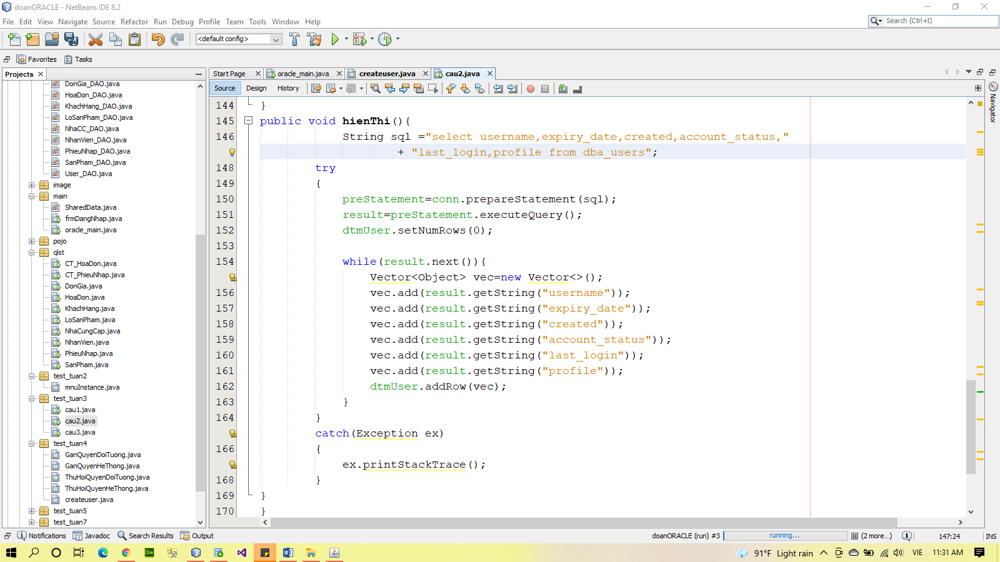 doanORACLE - NetBeans IDE 8.2
File Edit View Navigate Source Refactor Run Debug Profile Team Tools Window Help
Search (Ctrl+I)
<default config>
Favorites Tasks
Projects
Start Page oracle_main.java createuser.java cau2.java
Source Design History
DonGia_DAO.java
HoaDon_DAO.java
KhachHang_DAO.java
LoSanPham_DAO.java
NhaCC_DAO.java
NhanVien_DAO.java
PhieuNhap_DAO.java
SanPham_DAO.java
User_DAO.java
image
main
SharedData.java
frmDangNhap.java
oracle_main.java
pojo
qlst
CT_HoaDon.java
CT_PhieuNhap.java
DonGia.java
HoaDon.java
KhachHang.java
LoSanPham.java
NhaCungCap.java
NhanVien.java
PhieuNhap.java
SanPham.java
test_tuan2
mnuInstance.java
test_tuan3
cau1.java
cau2.java
cau3.java
test_tuan4
GanQuyenDoiTuong.java
GanQuyenHeThong.java
ThuHoiQuyenDoiTuong.java
ThuHoiQuyenHeThong.java
createuser.java
test_tuan5
test_tuan7
144 }
145 public void hienThi(){
146 String sql ="select username,expiry_date,created,account_status,"
+ "last_login,profile from dba_users";
148 try
149 {
150 preStatement=conn.prepareStatement(sql);
151 result=preStatement.executeQuery();
152 dtmUser.setNumRows(0);
153
154 while(result.next()){
Vector<Object> vec=new Vector<>();
156 vec.add(result.getString("username"));
157 vec.add(result.getString("expiry_date"));
158 vec.add(result.getString("created"));
159 vec.add(result.getString("account_status"));
160 vec.add(result.getString("last_login"));
161 vec.add(result.getString("profile"));
162 dtmUser.addRow(vec);
163 }
164 }
catch(Exception ex)
166 {
ex.printStackTrace();
168 }
169 }
170 }
Navigator
Notifications Javadoc Search Results Output
doanORACLE (run) #3 running... (2 more...) 1 147:24 INS
Dw 91°F Light rain VIE 11:31 AM